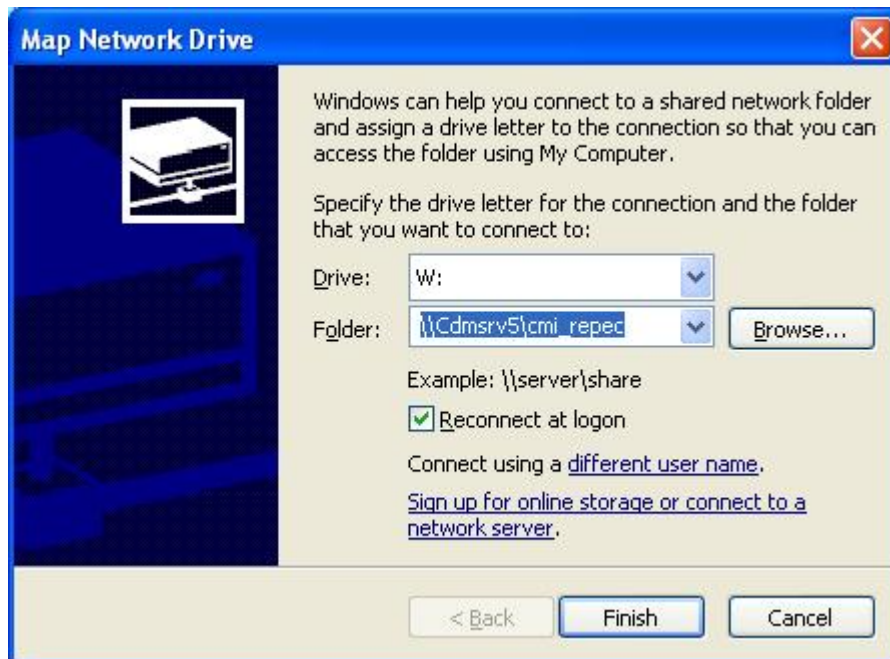 Map Network Drive
Windows can help you connect to a shared network folder
and assign a drive letter to the connection so that you can
access the folder using My Computer.
Specify the drive letter for the connection and the folder
that you want to connect to:
Drive: W:
Folder: \\Cdmsrv5\cmi_repec Browse...
Example: \\server\share
Reconnect at logon
Connect using a different user name.
Sign up for online storage or connect to a
network server.
< Back Finish Cancel